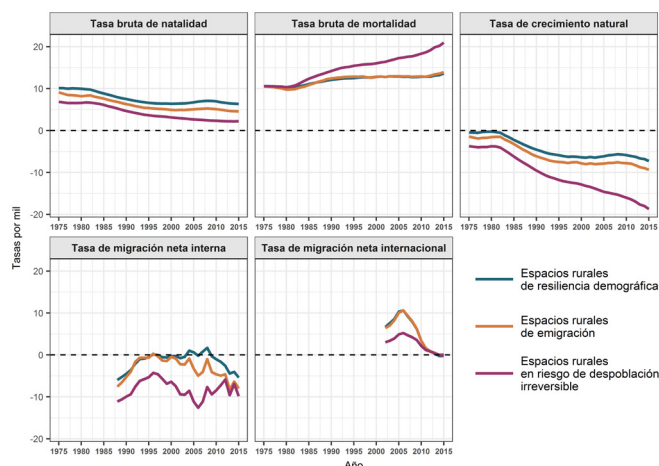 Tasa bruta de natalidad
Tasa bruta de mortalidad
Tasa de crecimiento natural
20
10
0
-10
-20
1975 1980 1985 1990 1995 2000 2005 2010 2015
1975 1980 1985 1990 1995 2000 2005 2010 2015
1975 1980 1985 1990 1995 2000 2005 2010 2015
Tasas por mil
Tasa de migración neta interna
Tasa de migración neta internacional
20
10
0
-10
-20
1975 1980 1985 1990 1995 2000 2005 2010 2015
1975 1980 1985 1990 1995 2000 2005 2010 2015
Año
Espacios rurales
de resiliencia demográfica
Espacios rurales
de emigración
Espacios rurales
en riesgo de despoblación
irreversible